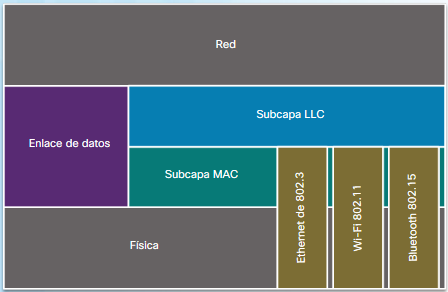 Red
Subcapa LLC
Enlace de datos
Subcapa MAC
Física
Ethernet de 802.3
Wi-Fi 802.11
Bluetooth 802.15